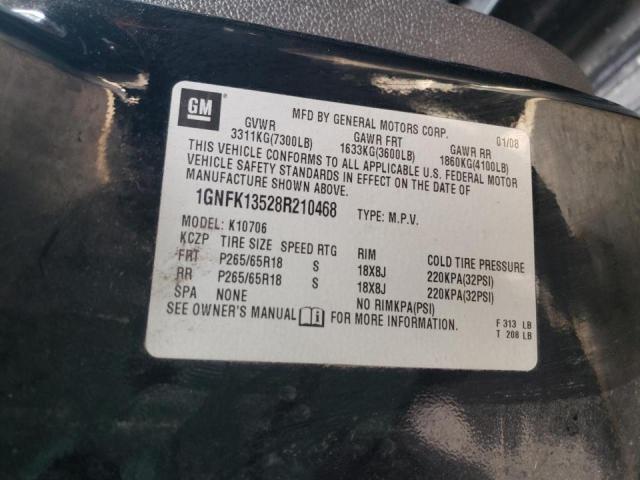 GM
MFD BY GENERAL MOTORS CORP. 01/08
GVWR GAWR FRT GAWR RR
3311KG(7300LB) 1633KG(3600LB) 1860KG(4100LB)
THIS VEHICLE CONFORMS TO ALL APPLICABLE U.S. FEDERAL MOTOR
VEHICLE SAFETY STANDARDS IN EFFECT ON THE DATE OF
MANUFACTURE SHOWN ABOVE.
1GNFK13528R210468 TYPE: M.P.V.
MODEL: K10706
KCZP TIRE SIZE SPEED RTG RIM COLD TIRE PRESSURE
FRT P265/65R18 S 18X8J 220KPA(32PSI)
RR P265/65R18 S 18X8J 220KPA(32PSI)
SPA NONE NO RIMKPA(PSI)
SEE OWNER'S MANUAL i FOR MORE INFORMATION.
F 313 LB
T 208 LB